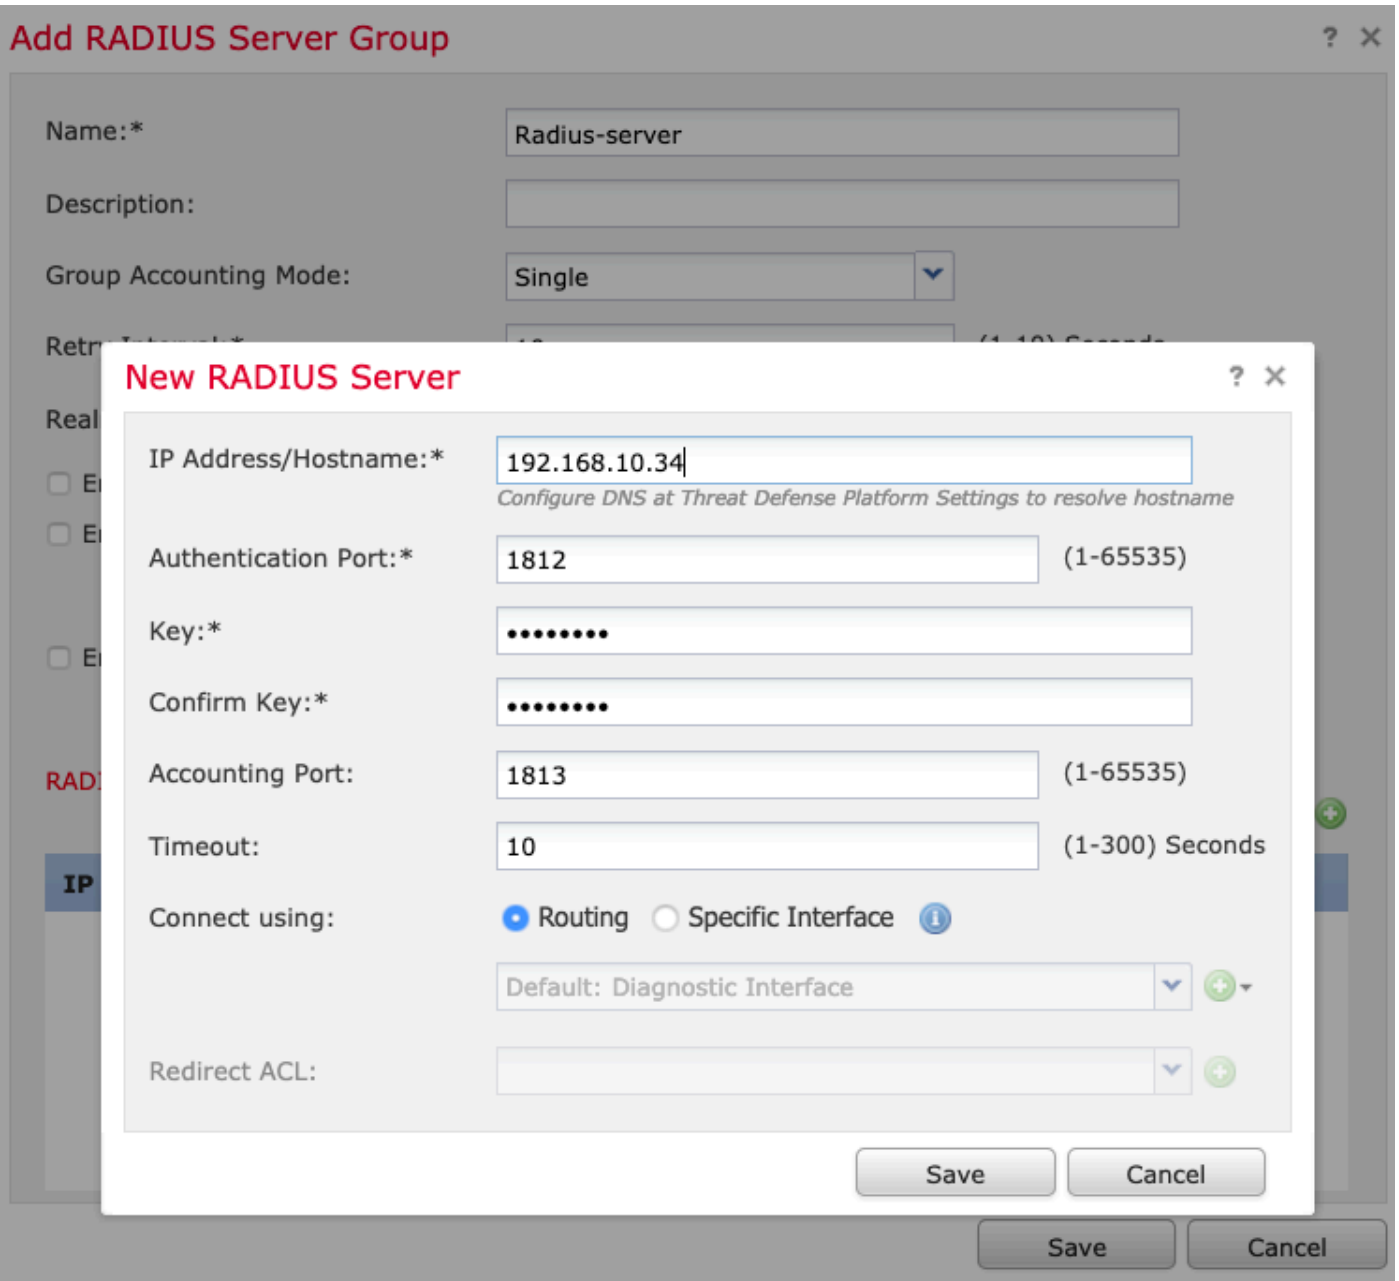 Add RADIUS Server Group ? ×
Name:* Radius-server
Description:
Group Accounting Mode: Single
New RADIUS Server ? ×
IP Address/Hostname:* 192.168.10.34
Configure DNS at Threat Defense Platform Settings to resolve hostname
Authentication Port:* 1812 (1-65535)
Key:* ••••••••
Confirm Key:* ••••••••
Accounting Port: 1813 (1-65535)
Timeout: 10 (1-300) Seconds
IP
Connect using: Routing Specific Interface
Default: Diagnostic Interface
Redirect ACL:
Save Cancel
Save Cancel